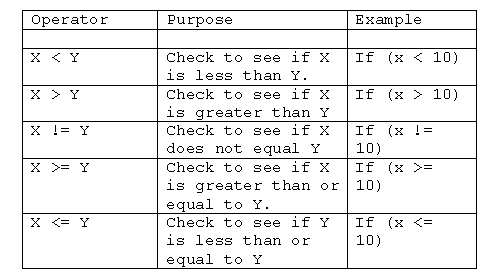 Operator Purpose Example
X < Y Check to see if X If (x < 10)
is less than Y.
X > Y Check to see if X If (x > 10)
is greater than Y
X != Y Check to see if X If (x !=
does not equal Y 10)
X >= Y Check to see if X If (x >=
is greater than or 10)
equal to Y.
X <= Y Check to see if Y If (x <=
is less than or 10)
equal to Y